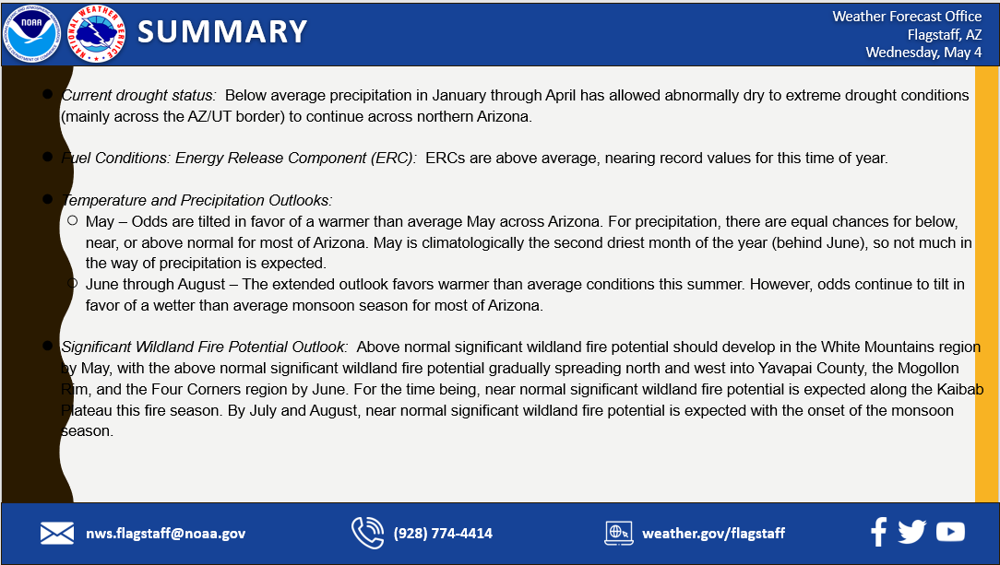 NOAA
NATIONAL WEATHER SERVICE
SUMMARY
Weather Forecast Office
Flagstaff, AZ
Wednesday, May 4
Current drought status: Below average precipitation in January through April has allowed abnormally dry to extreme drought conditions
(mainly across the AZ/UT border) to continue across northern Arizona.
Fuel Conditions: Energy Release Component (ERC): ERCs are above average, nearing record values for this time of year.
Temperature and Precipitation Outlooks:
May – Odds are tilted in favor of a warmer than average May across Arizona. For precipitation, there are equal chances for below,
near, or above normal for most of Arizona. May is climatologically the second driest month of the year (behind June), so not much in
the way of precipitation is expected.
June through August – The extended outlook favors warmer than average conditions this summer. However, odds continue to tilt in
favor of a wetter than average monsoon season for most of Arizona.
Significant Wildland Fire Potential Outlook: Above normal significant wildland fire potential should develop in the White Mountains region
by May, with the above normal significant wildland fire potential gradually spreading north and west into Yavapai County, the Mogollon
Rim, and the Four Corners region by June. For the time being, near normal significant wildland fire potential is expected along the Kaibab
Plateau this fire season. By July and August, near normal significant wildland fire potential is expected with the onset of the monsoon
season.
nws.flagstaff@noaa.gov
(928) 774-4414
weather.gov/flagstaff